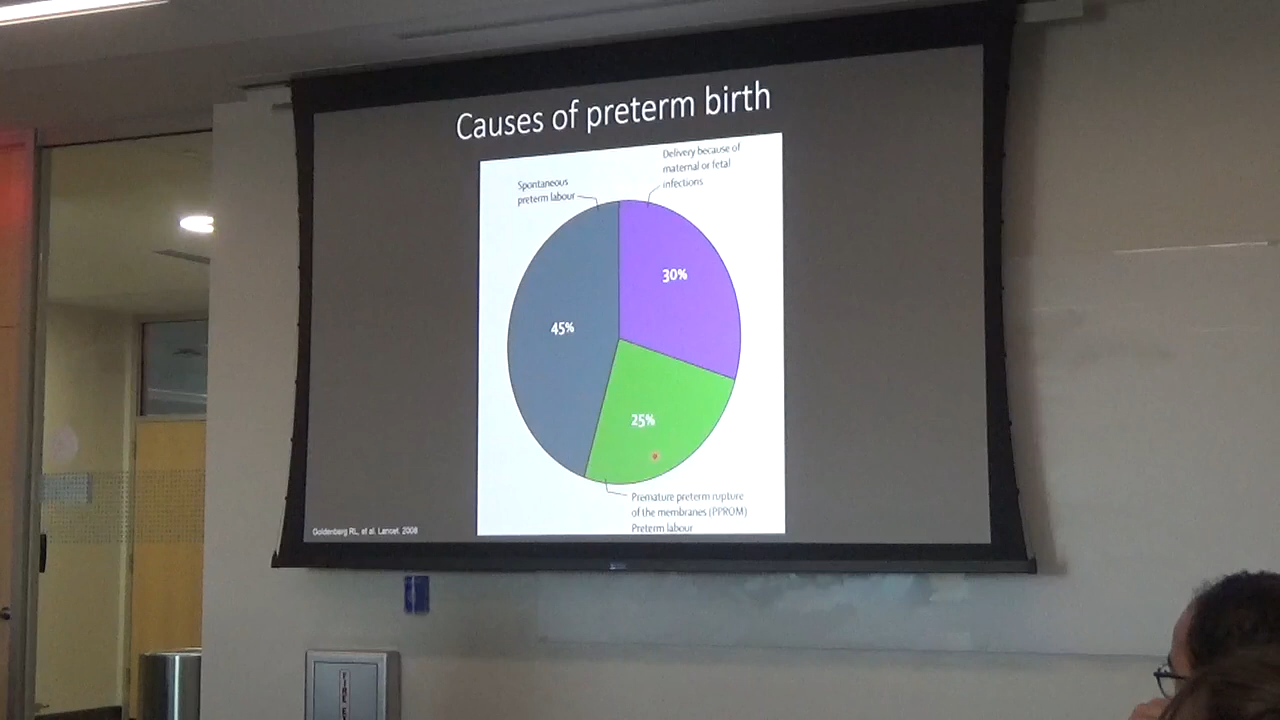 Causes of preterm birth
Delivery because of
maternal or fetal
infections
Spontaneous
preterm labour
30%
45%
25%
Premature preterm rupture
of the membranes (PPROM)
Preterm labour
Goldenberg RL, et al. Lancet. 2008
FIRE